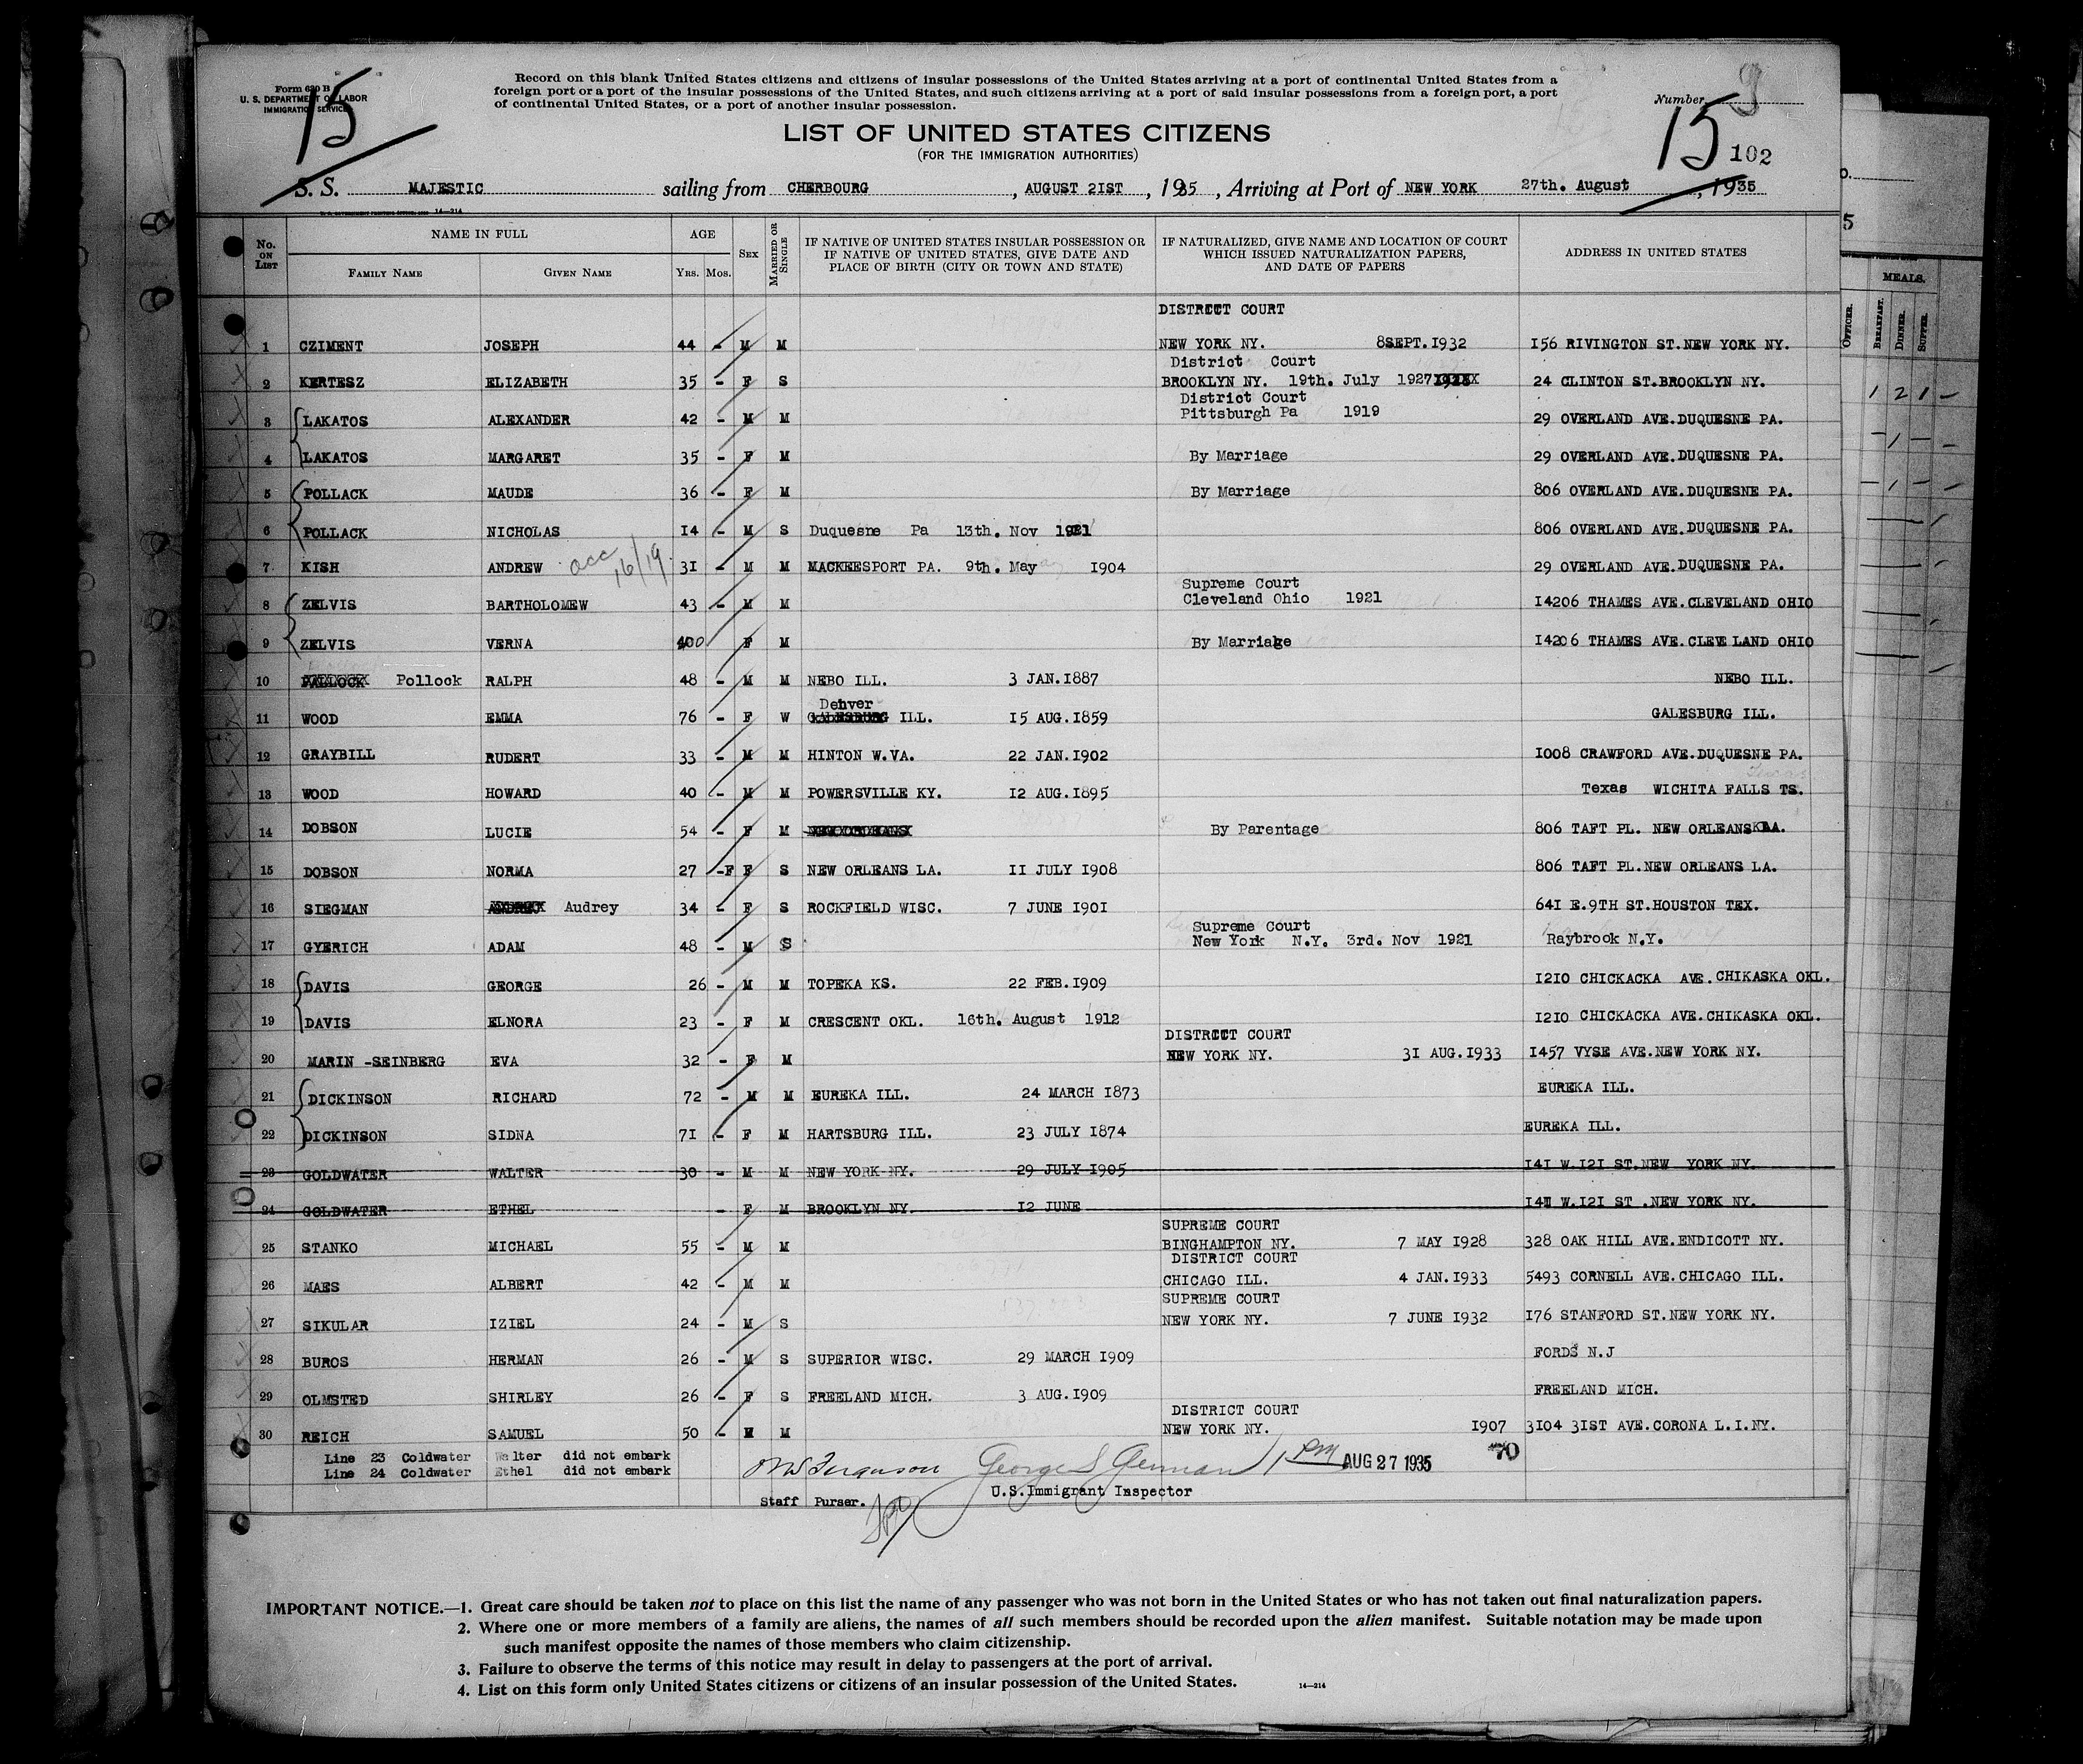 Form 630 B
U. S. DEPARTMENT OF LABOR
IMMIGRATION SERVICE
15
Record on this blank United States citizens and citizens of insular possessions of the United States arriving at a port of continental United States from a
foreign port or a port of the insular possessions of the United States, and such citizens arriving at a port of said insular possessions from a foreign port, a port
of continental United States, or a port of another insular possession.
Number 9
LIST OF UNITED STATES CITIZENS
(FOR THE IMMIGRATION AUTHORITIES)
15 102
S. S. MAJESTIC sailing from CHERBOURG , AUGUST 21ST , 1935 , Arriving at Port of NEW YORK 27th. August , 1935
14—214
No. ON LIST NAME IN FULL AGE SEX MARRIED OR SINGLE IF NATIVE OF UNITED STATES INSULAR POSSESSION OR IF NATIVE OF UNITED STATES, GIVE DATE AND PLACE OF BIRTH (CITY OR TOWN AND STATE) IF NATURALIZED, GIVE NAME AND LOCATION OF COURT WHICH ISSUED NATURALIZATION PAPERS, AND DATE OF PAPERS ADDRESS IN UNITED STATES
FAMILY NAME GIVEN NAME YRS. MOS.
DISTRICT COURT
1 CZIMENT JOSEPH 44 - M M NEW YORK NY. 8SEPT.1932 156 RIVINGTON ST.NEW YORK NY.
District Court
2 KERTESZ ELIZABETH 35 - F S BROOKLYN NY. 19th. July 1927 24 CLINTON ST.BROOKLYN NY.
District Court
3 LAKATOS ALEXANDER 42 - M M Pittsburgh Pa 1919 29 OVERLAND AVE.DUQUESNE PA.
4 LAKATOS MARGARET 35 - F M By Marriage 29 OVERLAND AVE.DUQUESNE PA.
5 POLLACK MAUDE 36 - F M By Marriage 806 OVERLAND AVE.DUQUESNE PA.
6 POLLACK NICHOLAS 14 - M S Duquesne Pa 13th. Nov 1921 806 OVERLAND AVE.DUQUESNE PA.
7 KISH ANDREW acc 16/19 31 - M M MACKEESPORT PA. 9th. May 1904 29 OVERLAND AVE.DUQUESNE PA.
Supreme Court
8 ZELVIS BARTHOLOMEW 43 - M M Cleveland Ohio 1921 14206 THAMES AVE.CLEVELAND OHIO
9 ZELVIS VERNA F M By Marriage 14206 THAMES AVE.CLEVE LAND OHIO
10 PALLOCK Pollock RALPH 48 - M M NEBO ILL. 3 JAN.1887 NEBO ILL.
Denver
11 WOOD EMMA 76 - F W GALESBURG ILL. 15 AUG.1859 GALESBURG ILL.
12 GRAYBILL RUDERT 33 - M M HINTON W.VA. 22 JAN.1902 1008 CRAWFORD AVE.DUQUESNE PA.
13 WOOD HOWARD 40 - M M POWERSVILLE KY. 12 AUG.1895 Texas WICHITA FALLS TS.
14 DOBSON LUCIE 54 - F M By Parentage 806 TAFT PL. NEW ORLEANS LA.
15 DOBSON NORMA 27 -F F S NEW ORLEANS LA. 11 JULY 1908 806 TAFT PL.NEW ORLEANS LA.
16 SIEGMAN Audrey 34 - F S ROCKFIELD WISC. 7 JUNE 1901 641 E.9TH ST.HOUSTON TEX.
Supreme Court
17 GYERICH ADAM 48 - M S New York N.Y. 3rd. Nov 1921 Raybrook N.Y.
18 DAVIS GEORGE 26 - M M TOPEKA KS. 22 FEB.1909 1210 CHICKACKA AVE. CHIKASKA OKL.
19 DAVIS ELNORA 23 - F M CRESCENT OKL. 16th. August 1912 1210 CHICKACKA AVE.CHIKASKA OKL.
DISTRICT COURT
20 MARIN -SEINBERG EVA 32 - F M NEW YORK NY. 31 AUG.1933 1457 VYSE AVE.NEW YORK NY.
21 DICKINSON RICHARD 72 - M M EUREKA ILL. 24 MARCH 1873 EUREKA ILL.
22 DICKINSON SIDNA 71 - F M HARTSBURG ILL. 23 JULY 1874 EUREKA ILL.
23 GOLDWATER WALTER 30 - M M NEW YORK NY. 29 JULY 1905 141 W.121 ST.NEW YORK NY.
24 GOLDWATER ETHEL - F M BROOKLYN NY. 12 JUNE 141 W.121 ST .NEW YORK NY.
SUPREME COURT
25 STANKO MICHAEL 55 - M M BINGHAMPTON NY. 7 MAY 1928 328 OAK HILL AVE.ENDICOTT NY.
DISTRICT COURT
26 MAES ALBERT 42 - M M CHICAGO ILL. 4 JAN.1933 5493 CORNELL AVE.CHICAGO ILL.
SUPREME COURT
27 SIKULAR IZIEL 24 - M S NEW YORK NY. 7 JUNE 1932 176 STANFORD ST.NEW YORK NY.
28 BUROS HERMAN 26 - M S SUPERIOR WISC. 29 MARCH 1909 FORDS N.J
29 OLMSTED SHIRLEY 26 - F S FREELAND MICH. 3 AUG.1909 FREELAND MICH.
DISTRICT COURT
30 REICH SAMUEL 50 - M M NEW YORK NY. 1907 3104 31ST AVE.CORONA L.I.NY.
Line 23 Coldwater Walter did not embark
Line 24 Coldwater Ethel did not embark
Ferguson George S 1 PM AUG 27 1935 70
Staff Purser. U.S.Immigrant Inspector
IMPORTANT NOTICE.—1. Great care should be taken not to place on this list the name of any passenger who was not born in the United States or who has not taken out final naturalization papers.
2. Where one or more members of a family are aliens, the names of all such members should be recorded upon the alien manifest. Suitable notation may be made upon
such manifest opposite the names of those members who claim citizenship.
3. Failure to observe the terms of this notice may result in delay to passengers at the port of arrival.
4. List on this form only United States citizens or citizens of an insular possession of the United States.
14—214
5
MEALS.
OFFICER. BREAKFAST. DINNER. SUPPER.
1 2 1 -